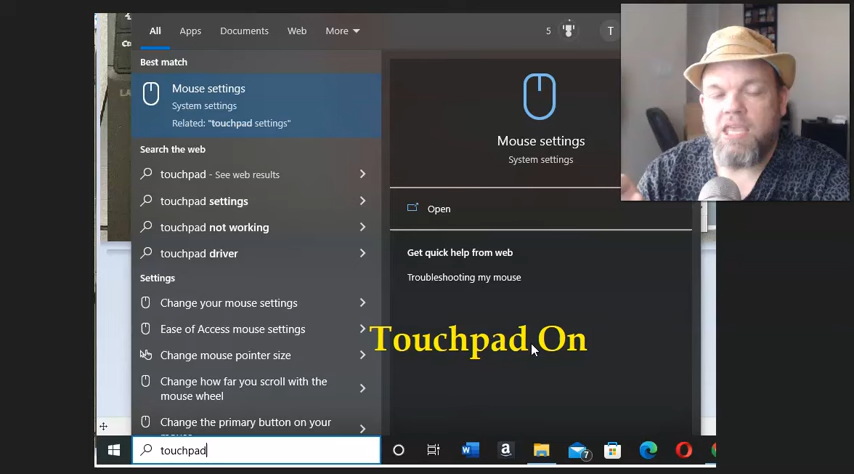 All Apps Documents Web More 5 T
Best match
Mouse settings
System settings
Related: "touchpad settings"
Search the web
touchpad - See web results
touchpad settings
touchpad not working
touchpad driver
Settings
Change your mouse settings
Ease of Access mouse settings
Change mouse pointer size
Change how far you scroll with the
mouse wheel
Change the primary button on your
touchpad
Mouse settings
System settings
Open
Get quick help from web
Troubleshooting my mouse
Touchpad On
W a 7